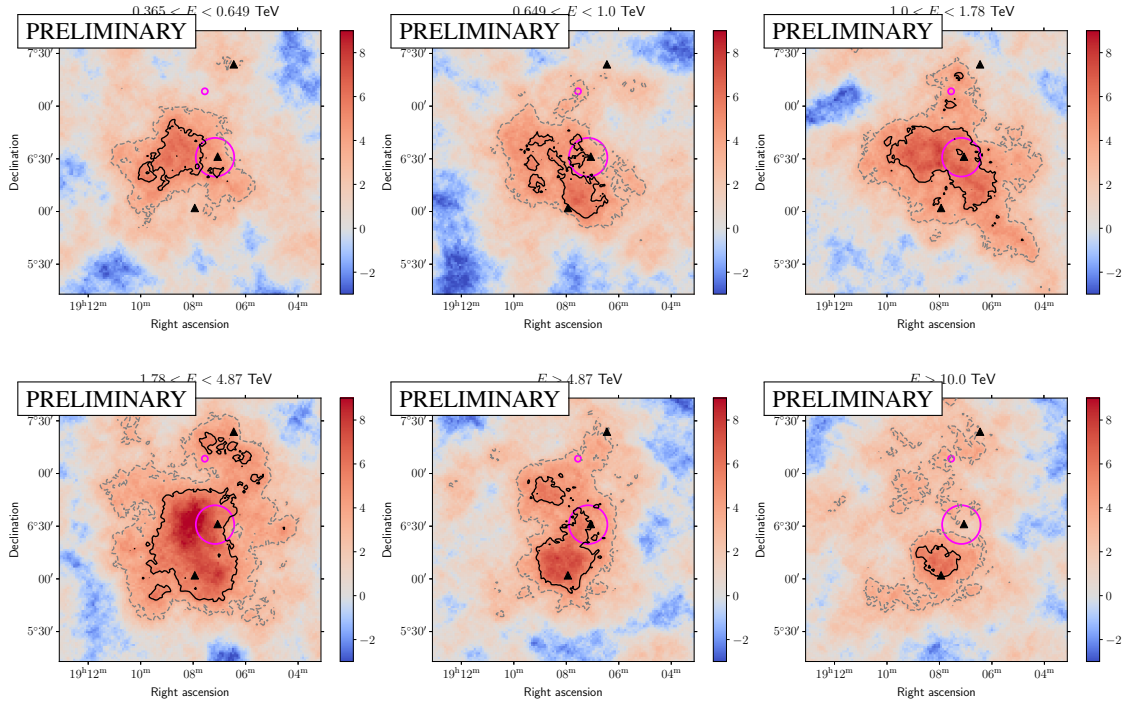 0.365 < E < 0.649 TeV
0.649 < E < 1.0 TeV
1.0 < E < 1.78 TeV
PRELIMINARY
PRELIMINARY
PRELIMINARY
7°30′
00′
6°30′
00′
5°30′
Declination
19ʰ12ᵐ 10ᵐ 08ᵐ 06ᵐ 04ᵐ
Right ascension
8
6
4
2
0
−2
7°30′
00′
6°30′
00′
5°30′
Declination
19ʰ12ᵐ 10ᵐ 08ᵐ 06ᵐ 04ᵐ
Right ascension
8
6
4
2
0
−2
7°30′
00′
6°30′
00′
5°30′
Declination
19ʰ12ᵐ 10ᵐ 08ᵐ 06ᵐ 04ᵐ
Right ascension
8
6
4
2
0
−2
1.78 < E < 4.87 TeV
E > 4.87 TeV
E > 10.0 TeV
PRELIMINARY
PRELIMINARY
PRELIMINARY
7°30′
00′
6°30′
00′
5°30′
Declination
19ʰ12ᵐ 10ᵐ 08ᵐ 06ᵐ 04ᵐ
Right ascension
8
6
4
2
0
−2
7°30′
00′
6°30′
00′
5°30′
Declination
19ʰ12ᵐ 10ᵐ 08ᵐ 06ᵐ 04ᵐ
Right ascension
8
6
4
2
0
−2
7°30′
00′
6°30′
00′
5°30′
Declination
19ʰ12ᵐ 10ᵐ 08ᵐ 06ᵐ 04ᵐ
Right ascension
8
6
4
2
0
−2